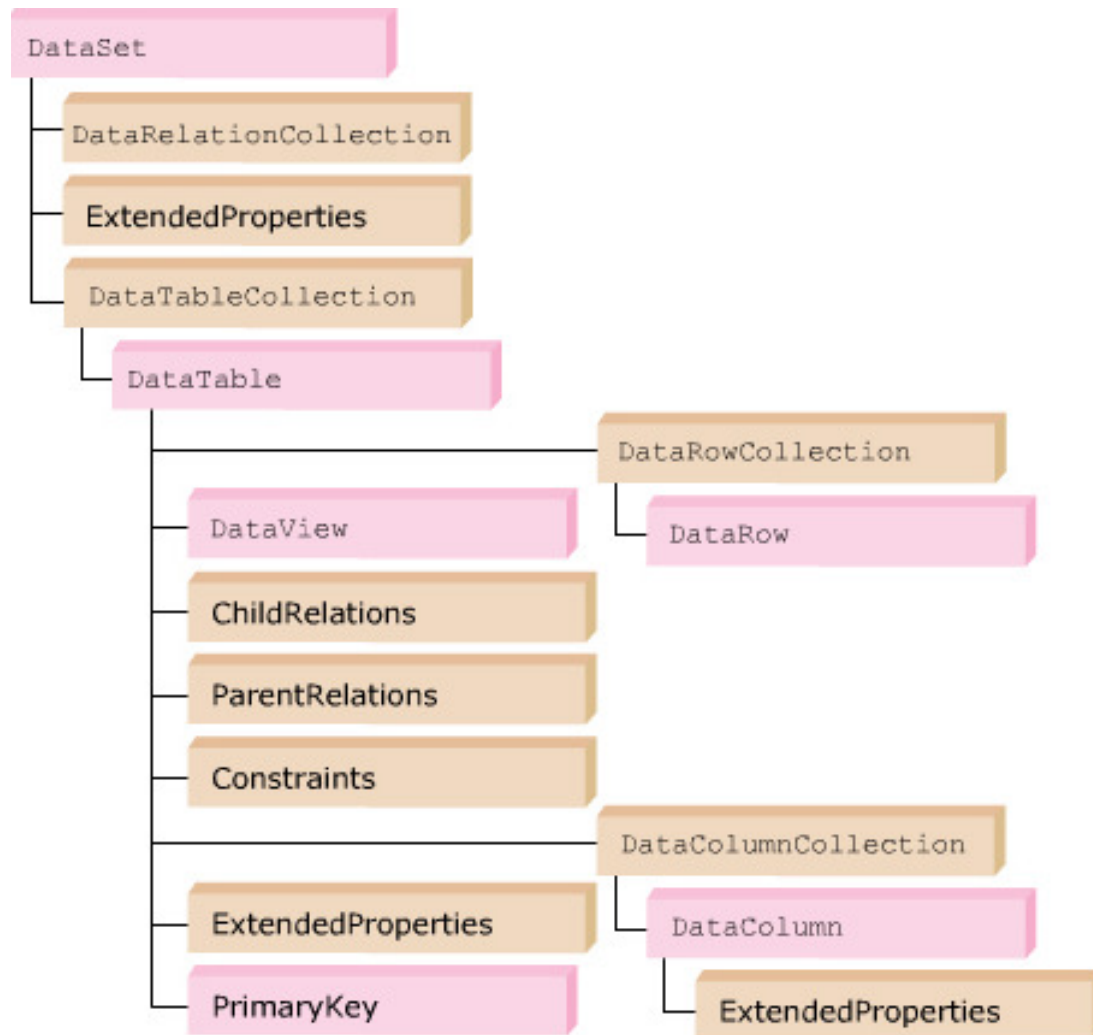 DataSet
DataRelationCollection
ExtendedProperties
DataTableCollection
DataTable
DataRowCollection
DataView
DataRow
ChildRelations
ParentRelations
Constraints
DataColumnCollection
ExtendedProperties
DataColumn
PrimaryKey
ExtendedProperties